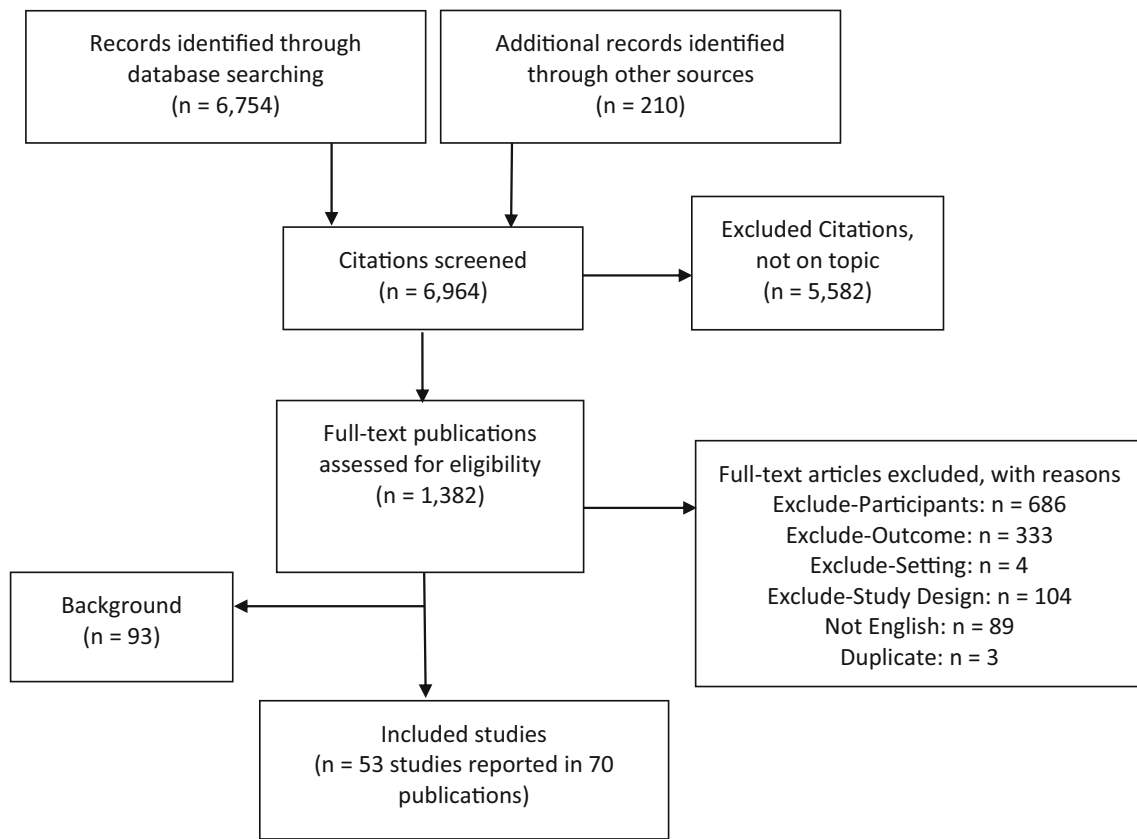 Records identified through
database searching
(n = 6,754)
Additional records identified
through other sources
(n = 210)
Citations screened
(n = 6,964)
Excluded Citations,
not on topic
(n = 5,582)
Full-text publications
assessed for eligibility
(n = 1,382)
Full-text articles excluded, with reasons
Exclude-Participants: n = 686
Exclude-Outcome: n = 333
Exclude-Setting: n = 4
Exclude-Study Design: n = 104
Not English: n = 89
Duplicate: n = 3
Background
(n = 93)
Included studies
(n = 53 studies reported in 70
publications)